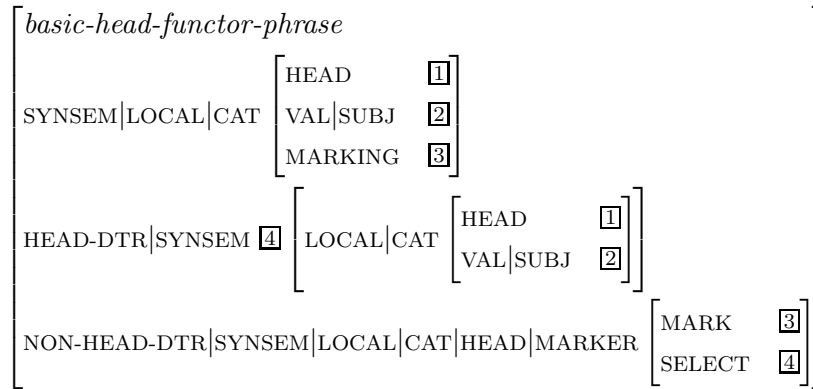 basic-head-functor-phrase
HEAD 1
SYNSEM|LOCAL|CAT VAL|SUBJ 2
MARKING 3
HEAD 1
HEAD-DTR|SYNSEM 4 LOCAL|CAT
VAL|SUBJ 2
MARK 3
NON-HEAD-DTR|SYNSEM|LOCAL|CAT|HEAD|MARKER
SELECT 4